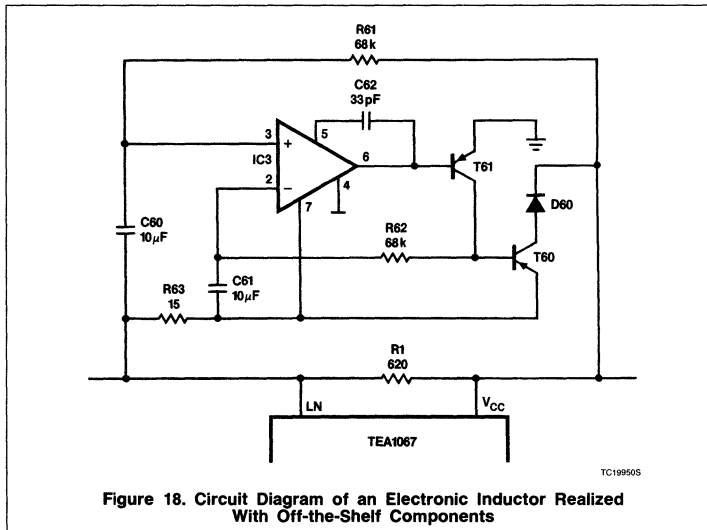 R61
68k
C62
33pF
3
+
5
IC3
6
T61
2
−
4
7
D60
C60
10μF
R62
68k
T60
C61
10μF
R63
15
R1
620
LN
VCC
TEA1067
TC19950S
Figure 18. Circuit Diagram of an Electronic Inductor Realized
With Off-the-Shelf Components